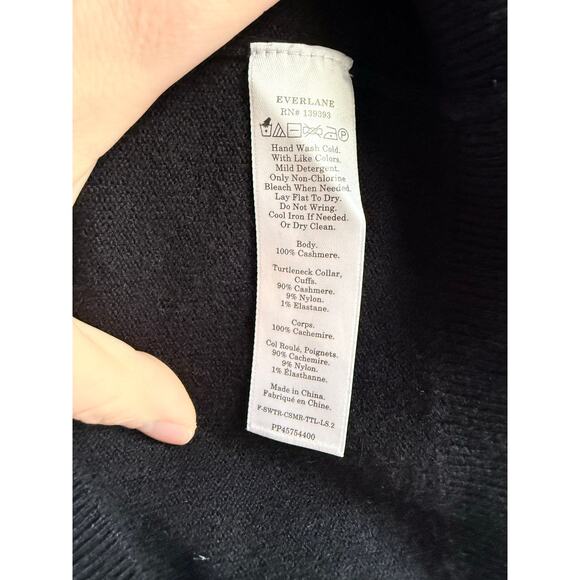 EVERLANE
RN# 139393
Hand Wash Cold.
With Like Colors.
Mild Detergent.
Only Non-Chlorine
Bleach When Needed.
Lay Flat To Dry.
Do Not Wring.
Cool Iron If Needed.
Or Dry Clean.
Body.
100% Cashmere.
Turtleneck Collar,
Cuffs.
90% Cashmere.
9% Nylon.
1% Elastane.
Corps.
100% Cachemire.
Col Roulé, Poignets.
90% Cachemire.
9% Nylon.
1% Élasthanne.
Made in China.
Fabriqué en Chine.
F-SWTR-CSMR-TTL-LS.2
PP45754400